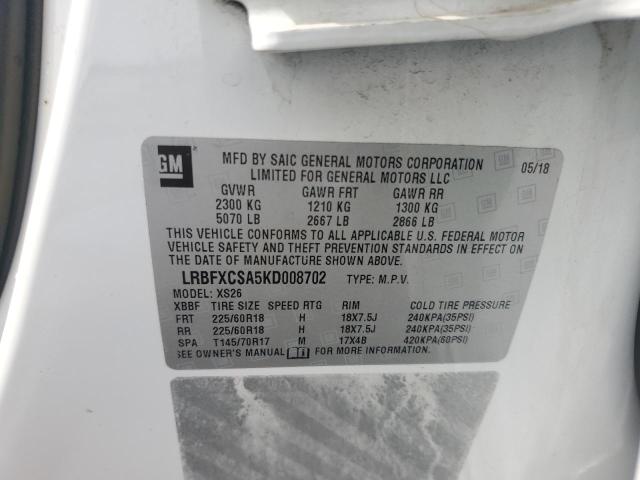 GM
MFD BY SAIC GENERAL MOTORS CORPORATION 05/18
LIMITED FOR GENERAL MOTORS LLC
GVWR GAWR FRT GAWR RR
2300 KG 1210 KG 1300 KG
5070 LB 2667 LB 2866 LB
THIS VEHICLE CONFORMS TO ALL APPLICABLE U.S. FEDERAL MOTOR
VEHICLE SAFETY AND THEFT PREVENTION STANDARDS IN EFFECT ON
THE DATE OF MANUFACTURE SHOWN ABOVE.
LRBFXCSA5KD008702 TYPE: M.P.V.
MODEL: XS26
XBBF TIRE SIZE SPEED RTG RIM COLD TIRE PRESSURE
FRT 225/60R18 H 18X7.5J 240KPA(35PSI)
RR 225/60R18 H 18X7.5J 240KPA(35PSI)
SPA T145/70R17 M 17X4B 420KPA(60PSI)
SEE OWNER'S MANUAL FOR MORE INFORMATION.